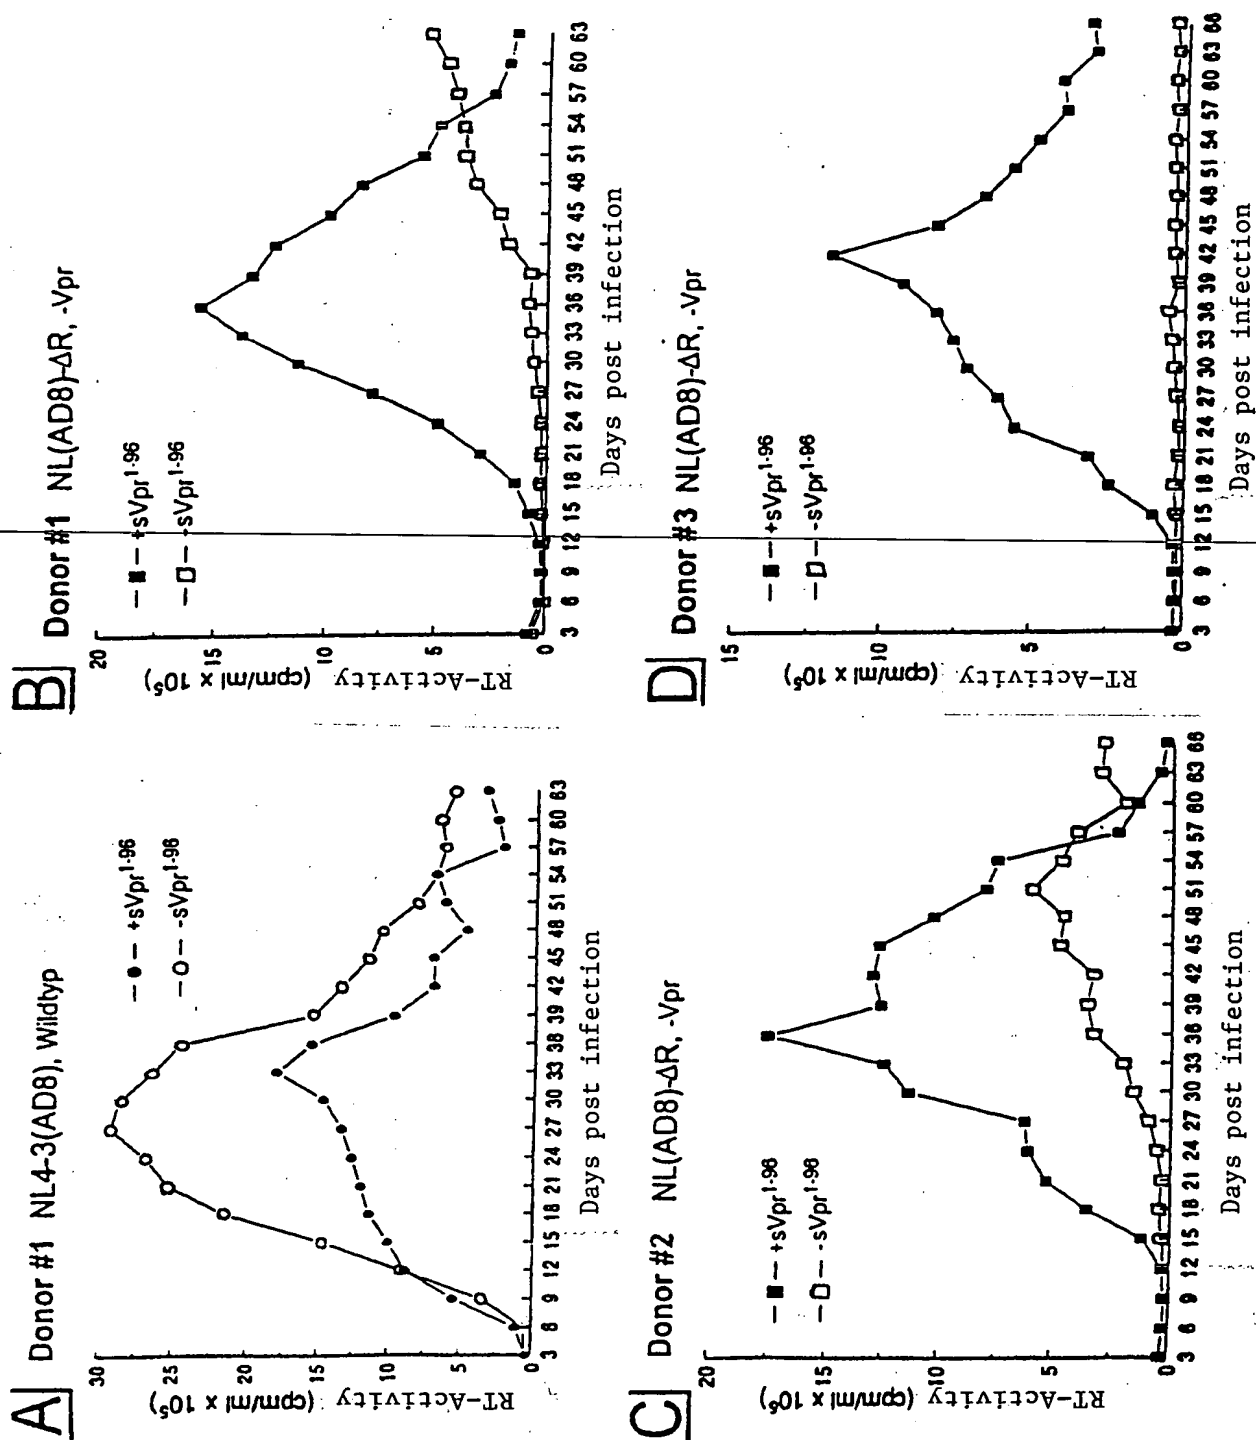 A
Donor #1 NL4-3(AD8), Wildtyp
+sVpr1-96
-sVpr1-96
RT-Activity
(cpm/ml x 10⁵)
30
25
20
15
10
5
0
3 6 9 12 15 18 21 24 27 30 33 36 39 42 45 48 51 54 57 60 63
Days post infection
B
Donor #1 NL(AD8)-ΔR, -Vpr
+sVpr1-96
-sVpr1-96
RT-Activity
(cpm/ml x 10⁵)
20
15
10
5
0
3 6 9 12 15 18 21 24 27 30 33 36 39 42 45 48 51 54 57 60 63
Days post infection
C
Donor #2 NL(AD8)-ΔR, -Vpr
+sVpr1-96
-sVpr1-96
RT-Activity
(cpm/ml x 10⁵)
20
15
10
5
0
3 6 9 12 15 18 21 24 27 30 33 36 39 42 45 48 51 54 57 60 63 66
Days post infection
D
Donor #3 NL(AD8)-ΔR, -Vpr
+sVpr1-96
-sVpr1-96
RT-Activity
(cpm/ml x 10⁵)
15
10
5
0
3 6 9 12 15 18 21 24 27 30 33 36 39 42 45 48 51 54 57 60 63 66
Days post infection